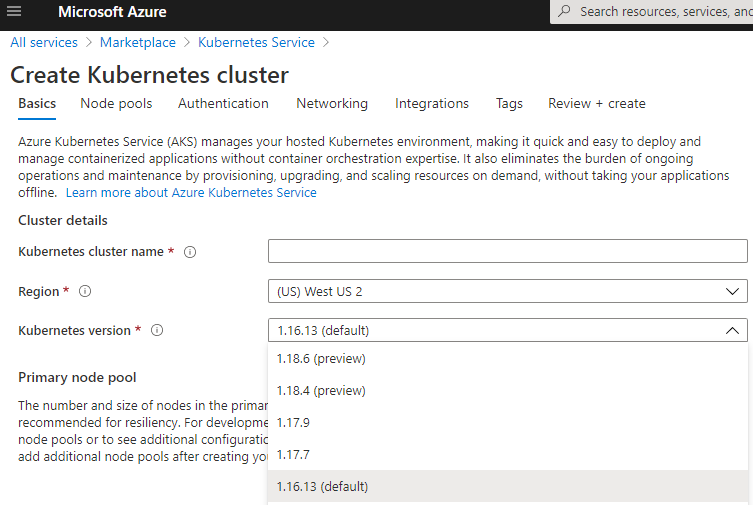 Microsoft Azure
Search resources, services, and
All services > Marketplace > Kubernetes Service >
Create Kubernetes cluster
Basics Node pools Authentication Networking Integrations Tags Review + create
Azure Kubernetes Service (AKS) manages your hosted Kubernetes environment, making it quick and easy to deploy and
manage containerized applications without container orchestration expertise. It also eliminates the burden of ongoing
operations and maintenance by provisioning, upgrading, and scaling resources on demand, without taking your applications
offline. Learn more about Azure Kubernetes Service
Cluster details
Kubernetes cluster name *
Region *
(US) West US 2
Kubernetes version *
1.16.13 (default)
1.18.6 (preview)
1.18.4 (preview)
1.17.9
1.17.7
1.16.13 (default)
Primary node pool
The number and size of nodes in the primar
recommended for resiliency. For developme
node pools or to see additional configuratio
add additional node pools after creating yo